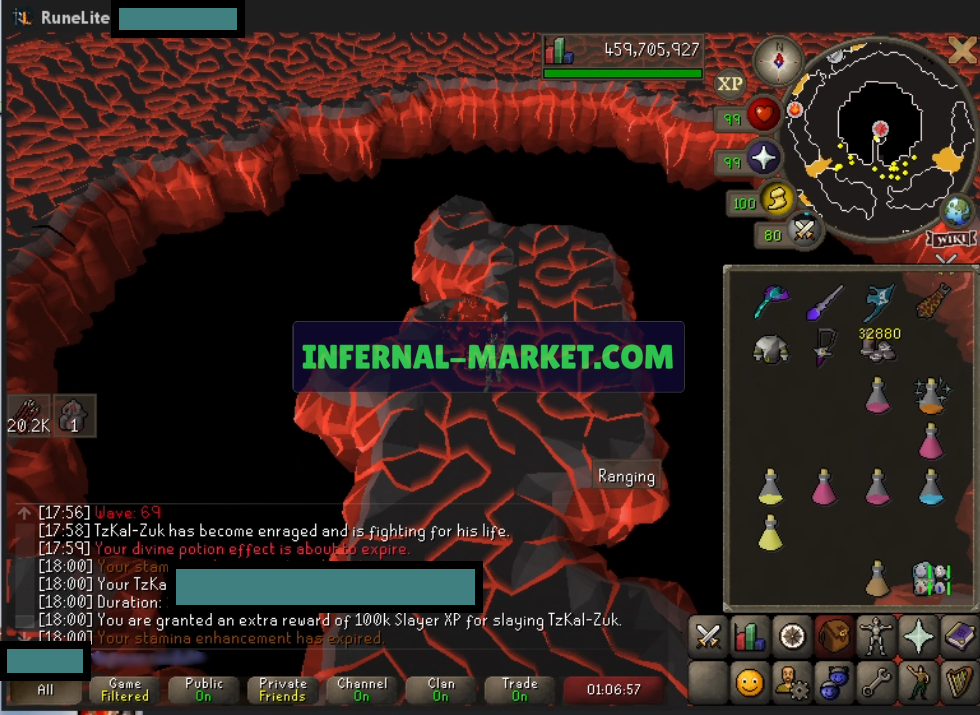 RuneLite
459,705,927
XP
99
99
100
80
WIKI
32880
INFERNAL-MARKET.COM
20.2K
1
Ranging
[17:56] Wave: 69
[17:58] TzKal-Zuk has become enraged and is fighting for his life.
[17:59] Your divine potion effect is about to expire.
[18:00] Your stam
[18:00] Your TzKa
[18:00] Duration:
[18:00] You are granted an extra reward of 100k Slayer XP for slaying TzKal-Zuk.
[18:00] Your stamina enhancement has expired.
All
Game Filtered
Public On
Private Friends
Channel On
Clan On
Trade On
01:06:57